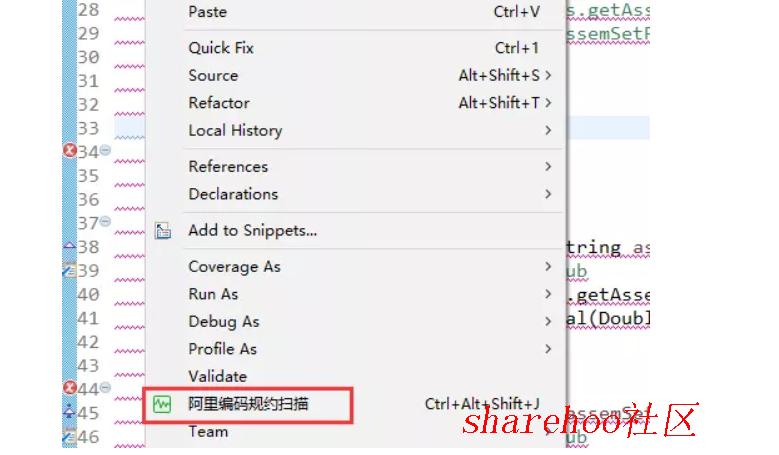 28 Paste Ctrl+V s.getAsse
29 ssemSetP
30 Quick Fix Ctrl+1
31 Source Alt+Shift+S >
32 Refactor Alt+Shift+T >
33 Local History >
34
35 References >
36 Declarations >
37 Add to Snippets...
38 tring as
39 Coverage As > ub
40 Run As > .getAsse
41 Debug As > al(Doubl
42 Profile As >
43 Validate
44 阿里编码规约扫描 Ctrl+Alt+Shift+J
45 assemSet
46 Team > ub
sharehoo社区